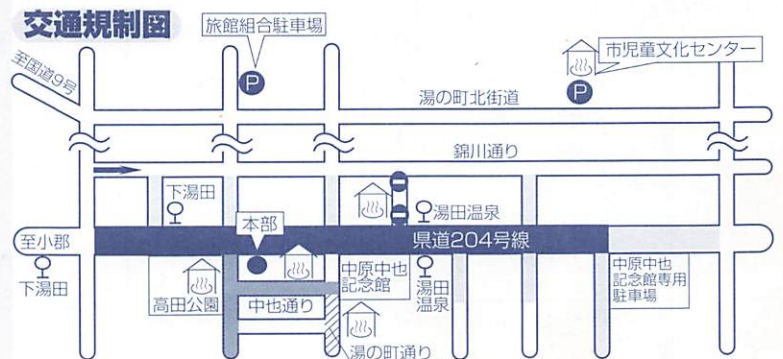 交通規制図
旅館組合駐車場
P
至国道9号
市児童文化センター
P
湯の町北街道
錦川通り
下湯田
本部
湯田温泉
至小郡
県道204号線
下湯田
高田公園
中也通り
中原中也
記念館
湯田
温泉
中原中也
記念館専用
駐車場
湯の町通り